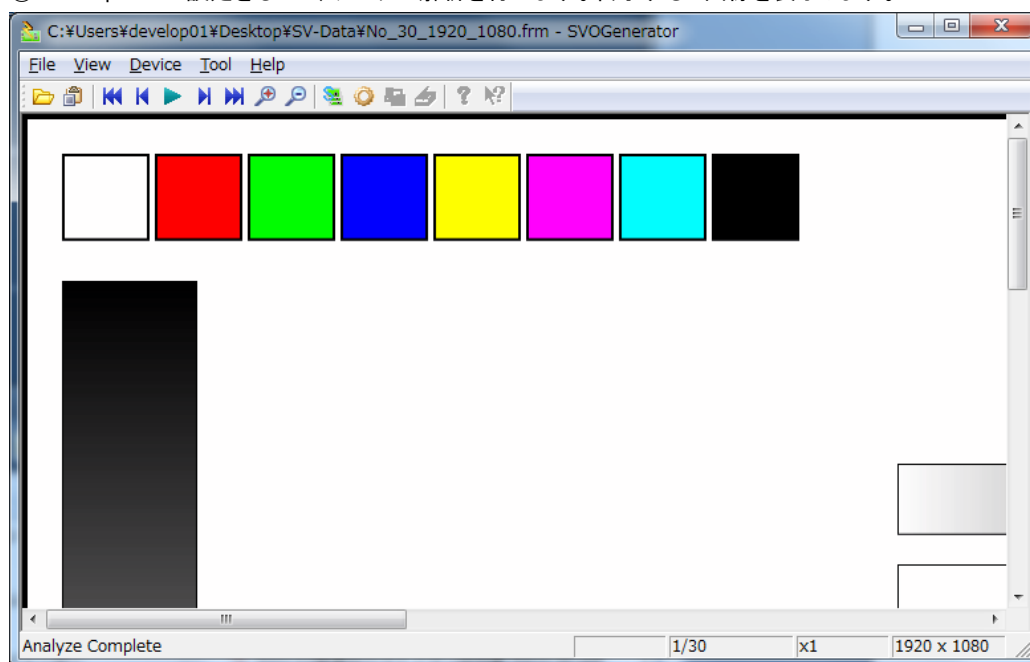 C:¥Users¥develop01¥Desktop¥SV-Data¥No_30_1920_1080.frm - SVOGenerator
File View Device Tool Help
Analyze Complete 1/30 x1 1920 x 1080